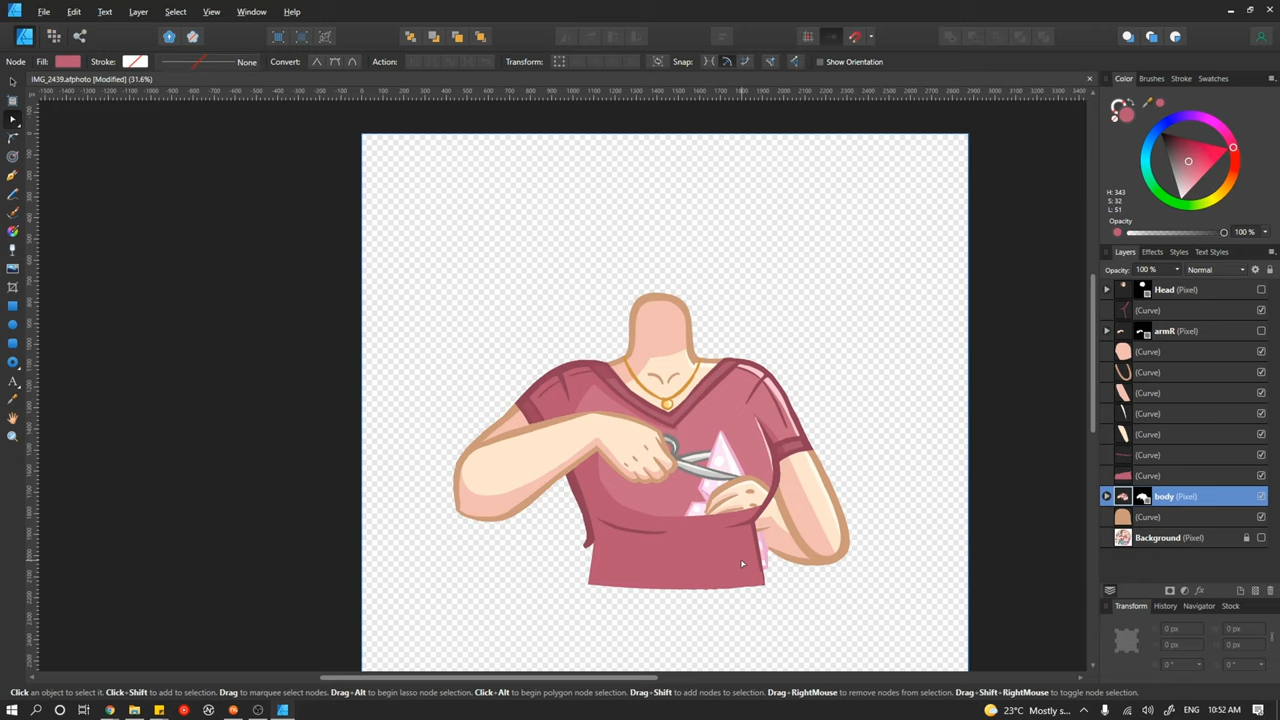 File Edit Text Layer Select View Window Help
Node Fill: Stroke: None Convert: Action: Transform: Snap: Show Orientation
IMG_2439.afphoto [Modified] (31.6%)
Color Brushes Stroke Swatches
H: 343
S: 32
L: 51
Opacity
100 %
Layers Effects Styles Text Styles
Opacity: 100 % Normal
Head (Pixel)
(Curve)
armR (Pixel)
(Curve)
(Curve)
(Curve)
(Curve)
(Curve)
(Curve)
(Curve)
body (Pixel)
(Curve)
Background (Pixel)
Transform History Navigator Stock
X: 0 px W: 0 px
Y: 0 px H: 0 px
R: 0 ° S: 0 °
Click an object to select it. Click+Shift to add to selection. Drag to marquee select nodes. Drag+Alt to begin lasso node selection. Click+Alt to begin polygon node selection. Drag+Shift to add nodes to selection. Drag+RightMouse to remove nodes from selection. Drag+Shift+RightMouse to toggle node selection.
23°C Mostly s... ENG 10:52 AM